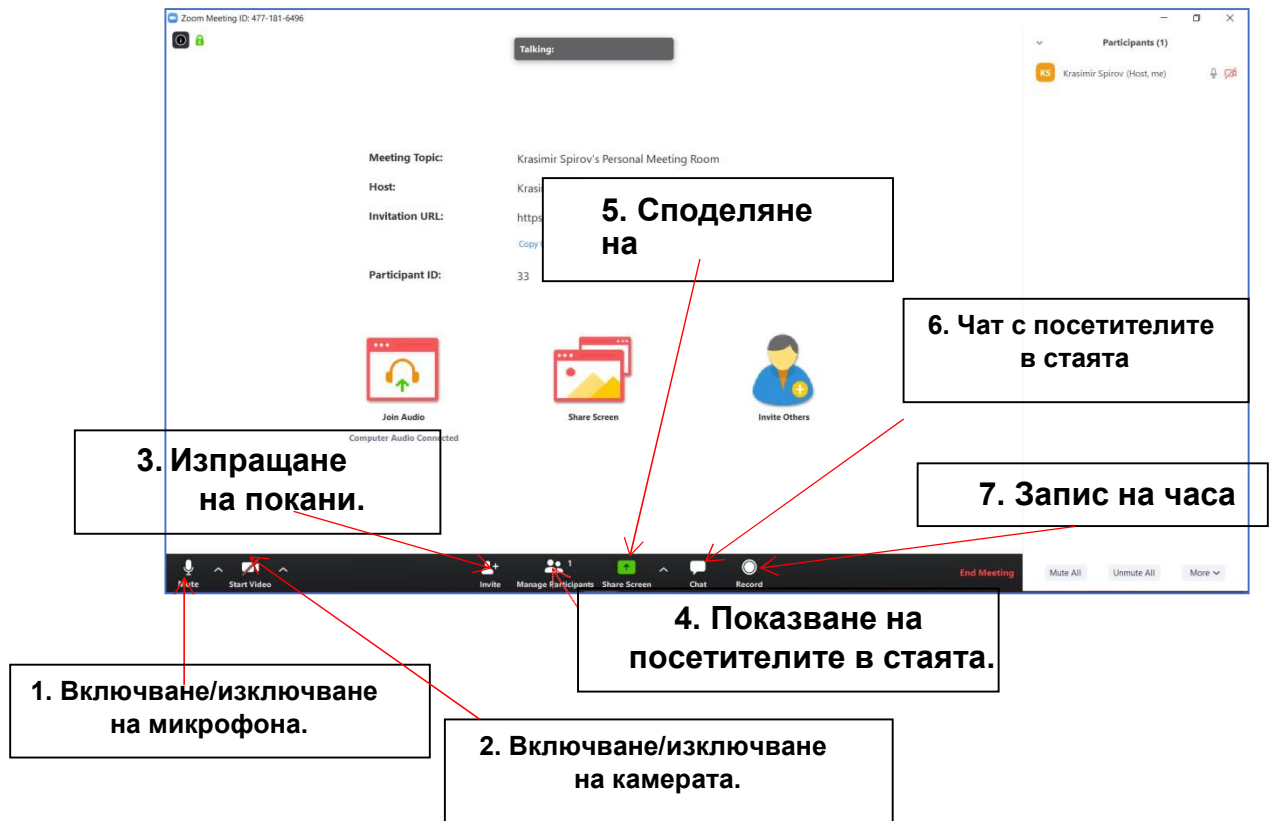 Zoom Meeting ID: 477-181-6496
Talking:
Participants (1)
KS Krasimir Spirov (Host, me)
Meeting Topic: Krasimir Spirov's Personal Meeting Room
Host:
Invitation URL:
Copy
Participant ID: 33
5. Споделяне
на
6. Чат с посетителите
в стаята
Join Audio
Computer Audio Connected
Share Screen
Invite Others
3. Изпращане
на покани.
7. Запис на часа
Mute
Start Video
Invite
Manage Participants
1
Share Screen
Chat
Record
End Meeting
Mute All
Unmute All
More
4. Показване на
посетителите в стаята.
1. Включване/изключване
на микрофона.
2. Включване/изключване
на камерата.